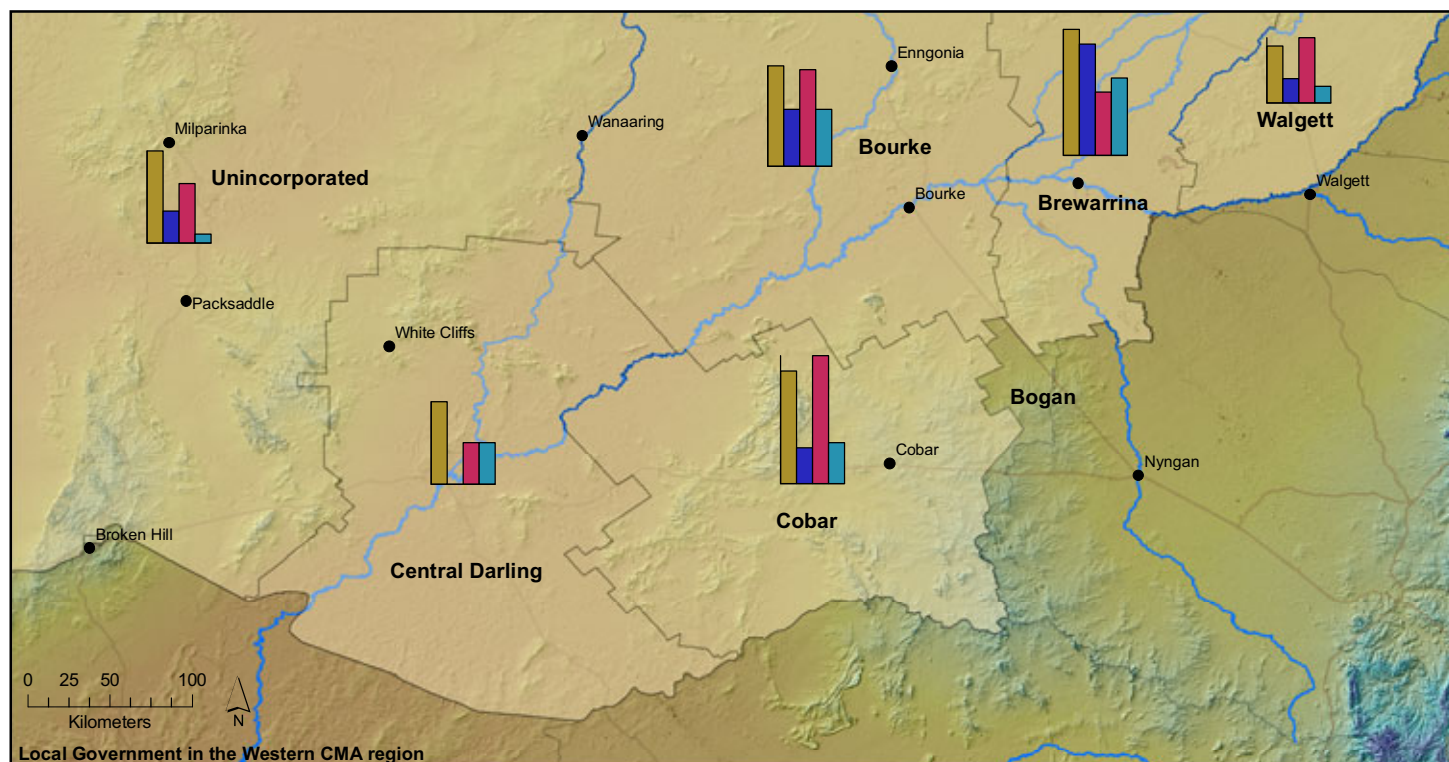 Enngonia
Milparinka
Wanaaring
Walgett
Bourke
Unincorporated
Walgett
Brewarrina
Bourke
Packsaddle
White Cliffs
Bogan
Cobar
Nyngan
Cobar
Broken Hill
Central Darling
0 25 50 100
Kilometers
N
Local Government in the Western CMA region